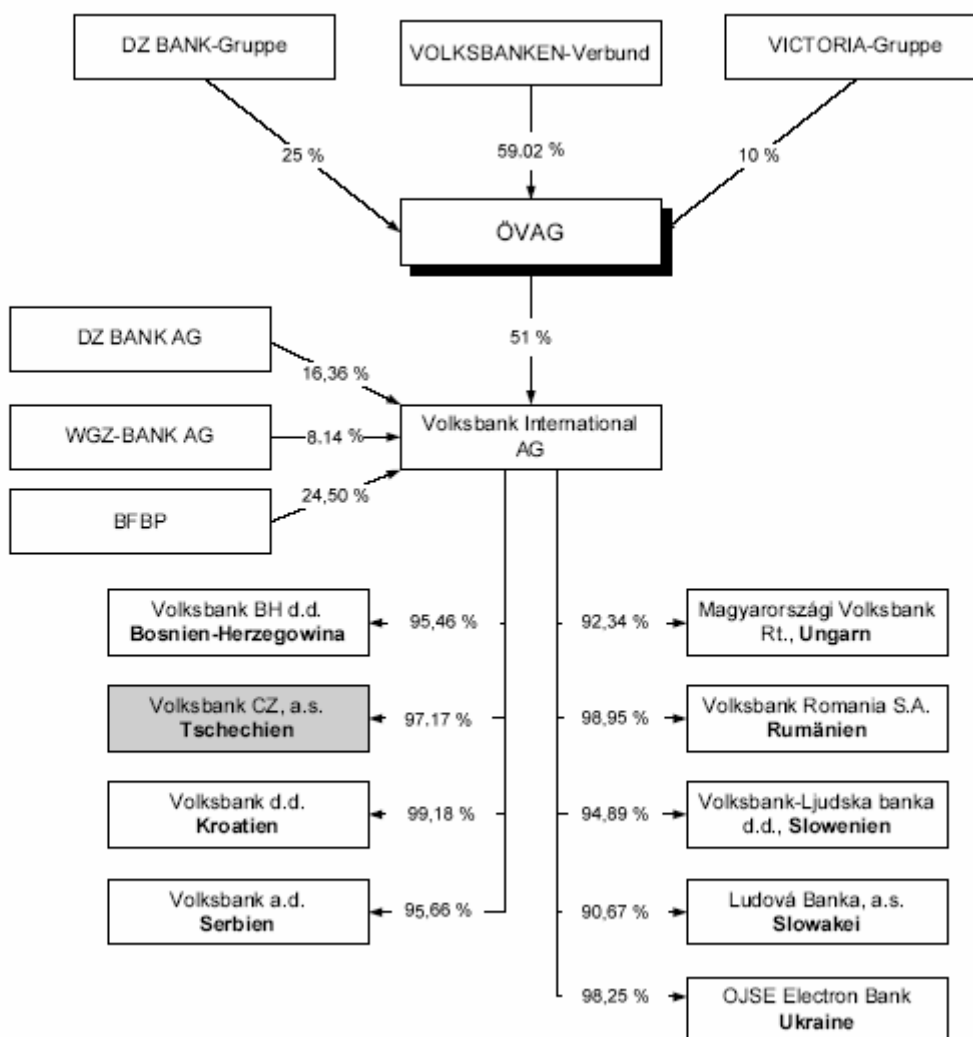 DZ BANK-Gruppe
VOLKSBANKEN-Verbund
VICTORIA-Gruppe
25 %
59.02 %
10 %
ÖVAG
51 %
DZ BANK AG
16,36 %
WGZ-BANK AG
8.14 %
Volksbank International
AG
BFBP
24,50 %
Volksbank BH d.d.
Bosnien-Herzegowina
95,46 %
92,34 %
Magyarországi Volksbank
Rt., Ungarn
Volksbank CZ, a.s.
Tschechien
97.17 %
98,95 %
Volksbank Romania S.A.
Rumänien
Volksbank d.d.
Kroatien
99,18 %
94,89 %
Volksbank-Ljudska banka
d.d., Slowenien
Volksbank a.d.
Serbien
95,66 %
90,67 %
Ludová Banka, a.s.
Slowakei
98,25 %
OJSE Electron Bank
Ukraine